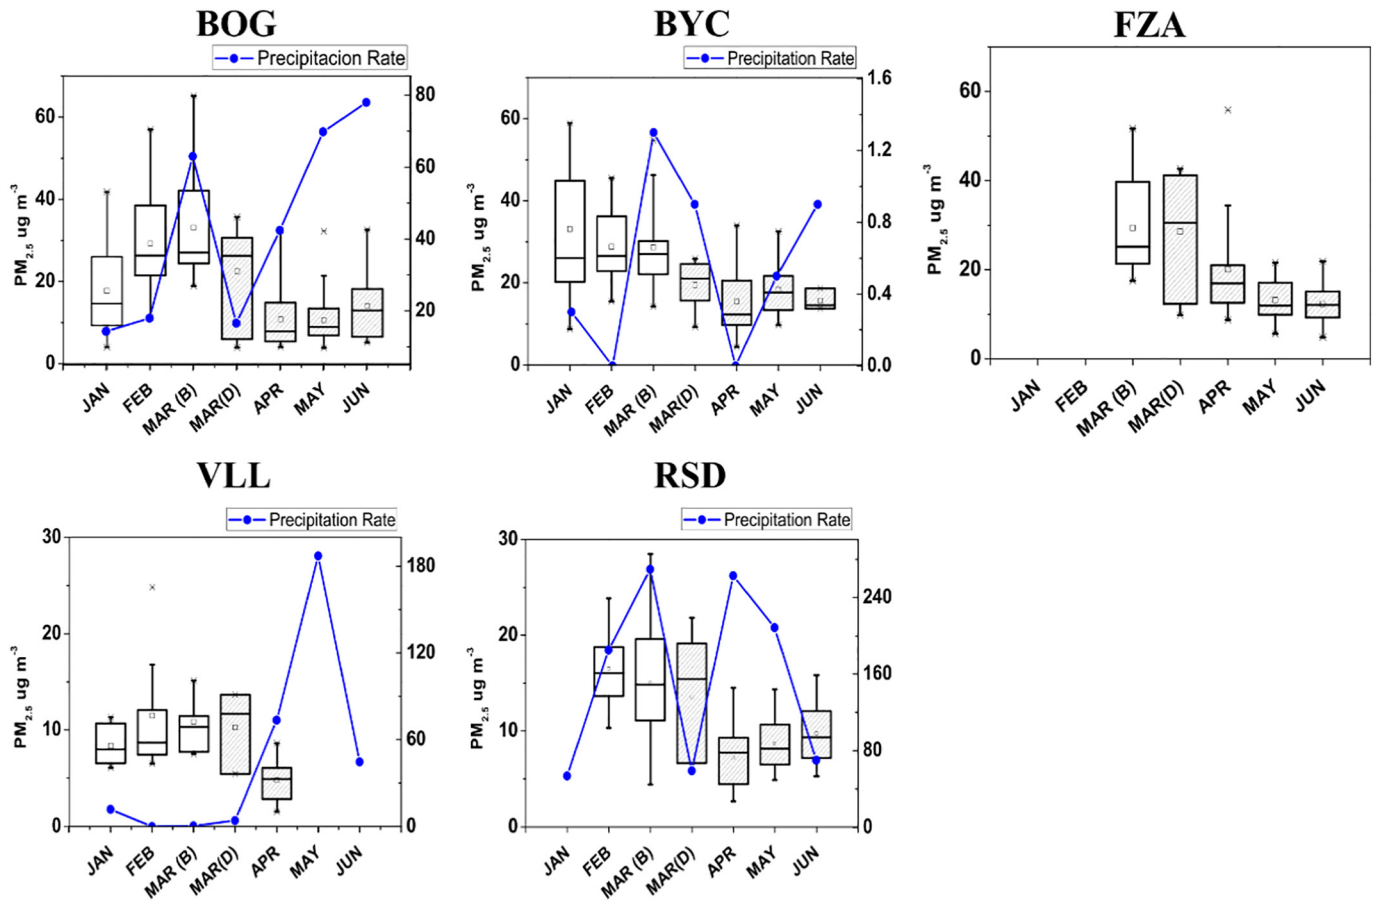 BOG
BYC
FZA
Precipitacion Rate
Precipitation Rate
60
40
20
0
PM2.5 ug m-3
80
60
40
20
JAN
FEB
MAR (B)
MAR(D)
APR
MAY
JUN
60
40
20
0
PM2.5 ug m-3
1.6
1.2
0.8
0.4
0.0
JAN
FEB
MAR (B)
MAR(D)
APR
MAY
JUN
60
40
20
0
PM2.5 ug m-3
JAN
FEB
MAR (B)
MAR(D)
APR
MAY
JUN
VLL
RSD
Precipitation Rate
Precipitation Rate
30
20
10
0
PM2.5 ug m-3
180
120
60
0
JAN
FEB
MAR (B)
MAR(D)
APR
MAY
JUN
30
20
10
0
PM2.5 ug m-3
240
160
80
0
JAN
FEB
MAR (B)
MAR(D)
APR
MAY
JUN